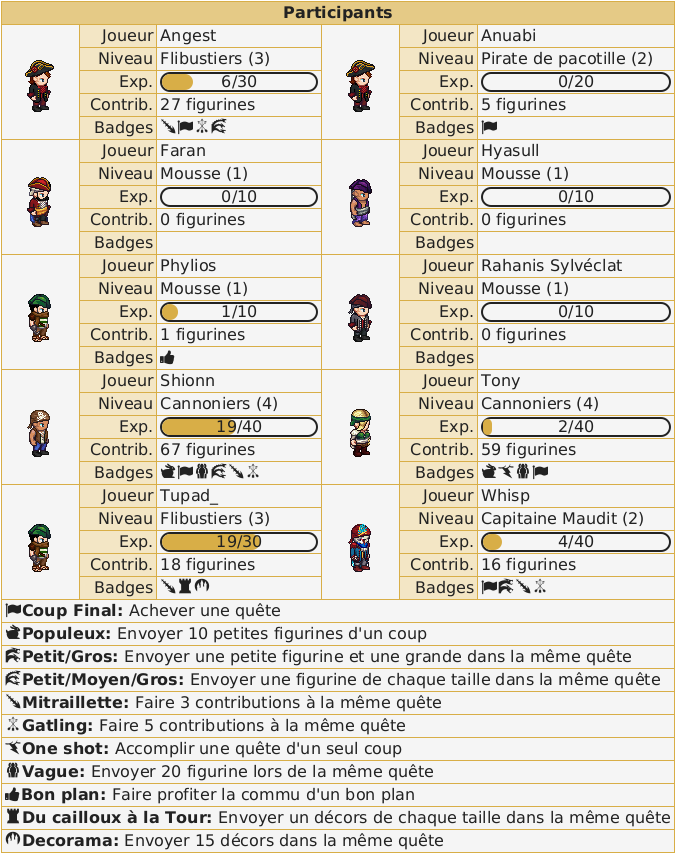 Participants
Joueur Angest
Niveau Flibustiers (3)
Exp. 6/30
Contrib. 27 figurines
Badges
Joueur Anuabi
Niveau Pirate de pacotille (2)
Exp. 0/20
Contrib. 5 figurines
Badges
Joueur Faran
Niveau Mousse (1)
Exp. 0/10
Contrib. 0 figurines
Badges
Joueur Hyasull
Niveau Mousse (1)
Exp. 0/10
Contrib. 0 figurines
Badges
Joueur Phylios
Niveau Mousse (1)
Exp. 1/10
Contrib. 1 figurines
Badges
Joueur Rahanis Sylvéclat
Niveau Mousse (1)
Exp. 0/10
Contrib. 0 figurines
Badges
Joueur Shionn
Niveau Cannoniers (4)
Exp. 19/40
Contrib. 67 figurines
Badges
Joueur Tony
Niveau Cannoniers (4)
Exp. 2/40
Contrib. 59 figurines
Badges
Joueur Tupad_
Niveau Flibustiers (3)
Exp. 19/30
Contrib. 18 figurines
Badges
Joueur Whisp
Niveau Capitaine Maudit (2)
Exp. 4/40
Contrib. 16 figurines
Badges
Coup Final: Achever une quête
Populeux: Envoyer 10 petites figurines d'un coup
Petit/Gros: Envoyer une petite figurine et une grande dans la même quête
Petit/Moyen/Gros: Envoyer une figurine de chaque taille dans la même quête
Mitraillette: Faire 3 contributions à la même quête
Gatling: Faire 5 contributions à la même quête
One shot: Accomplir une quête d'un seul coup
Vague: Envoyer 20 figurine lors de la même quête
Bon plan: Faire profiter la commu d'un bon plan
Du cailloux à la Tour: Envoyer un décors de chaque taille dans la même quête
Decorama: Envoyer 15 décors dans la même quête